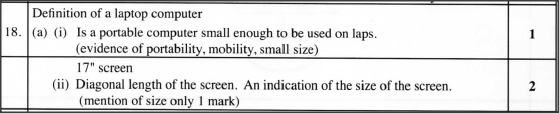 Definition of a laptop computer
18. (a) (i) Is a portable computer small enough to be used on laps. 1
(evidence of portability, mobility, small size)
17" screen
(ii) Diagonal length of the screen. An indication of the size of the screen. 2
(mention of size only 1 mark)